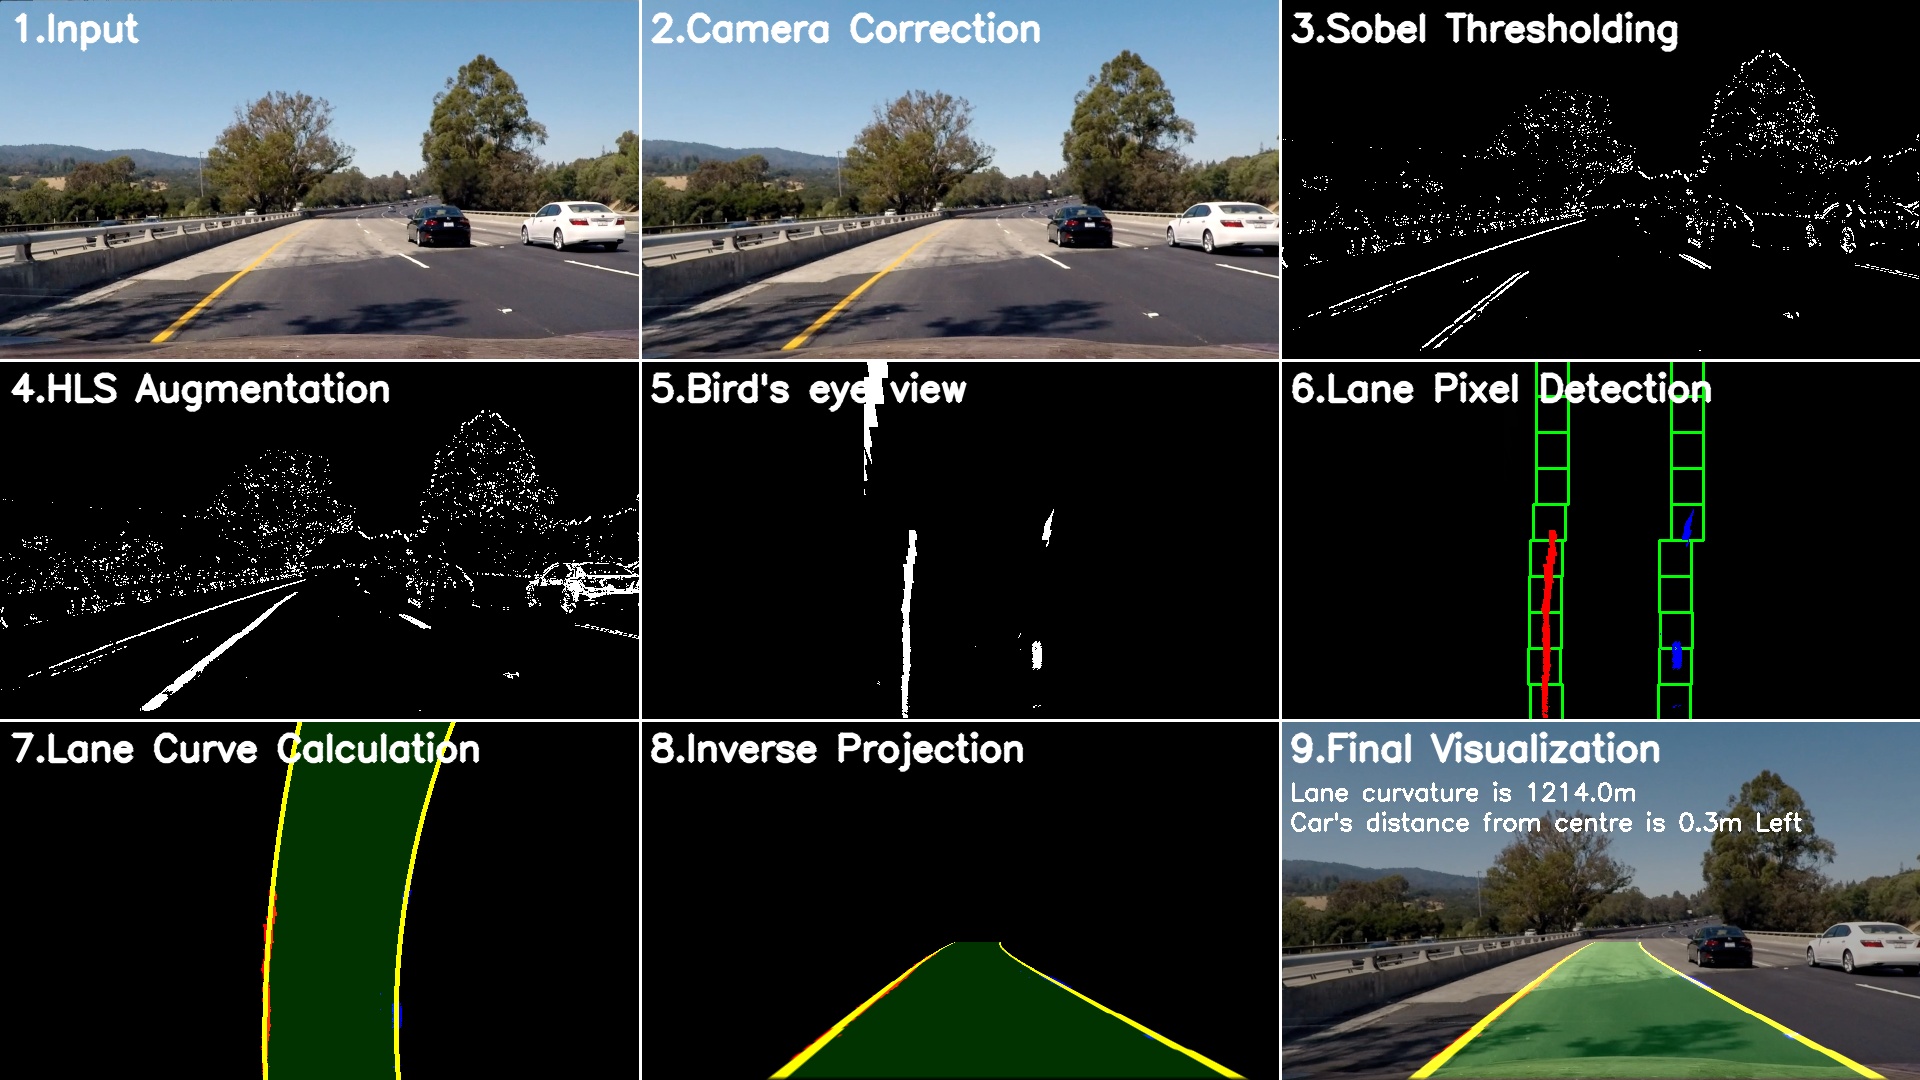 1.Input
2.Camera Correction
3.Sobel Thresholding
4.HLS Augmentation
5.Bird's eye view
6.Lane Pixel Detection
7.Lane Curve Calculation
8.Inverse Projection
9.Final Visualization
Lane curvature is 1214.0m
Car's distance from centre is 0.3m Left